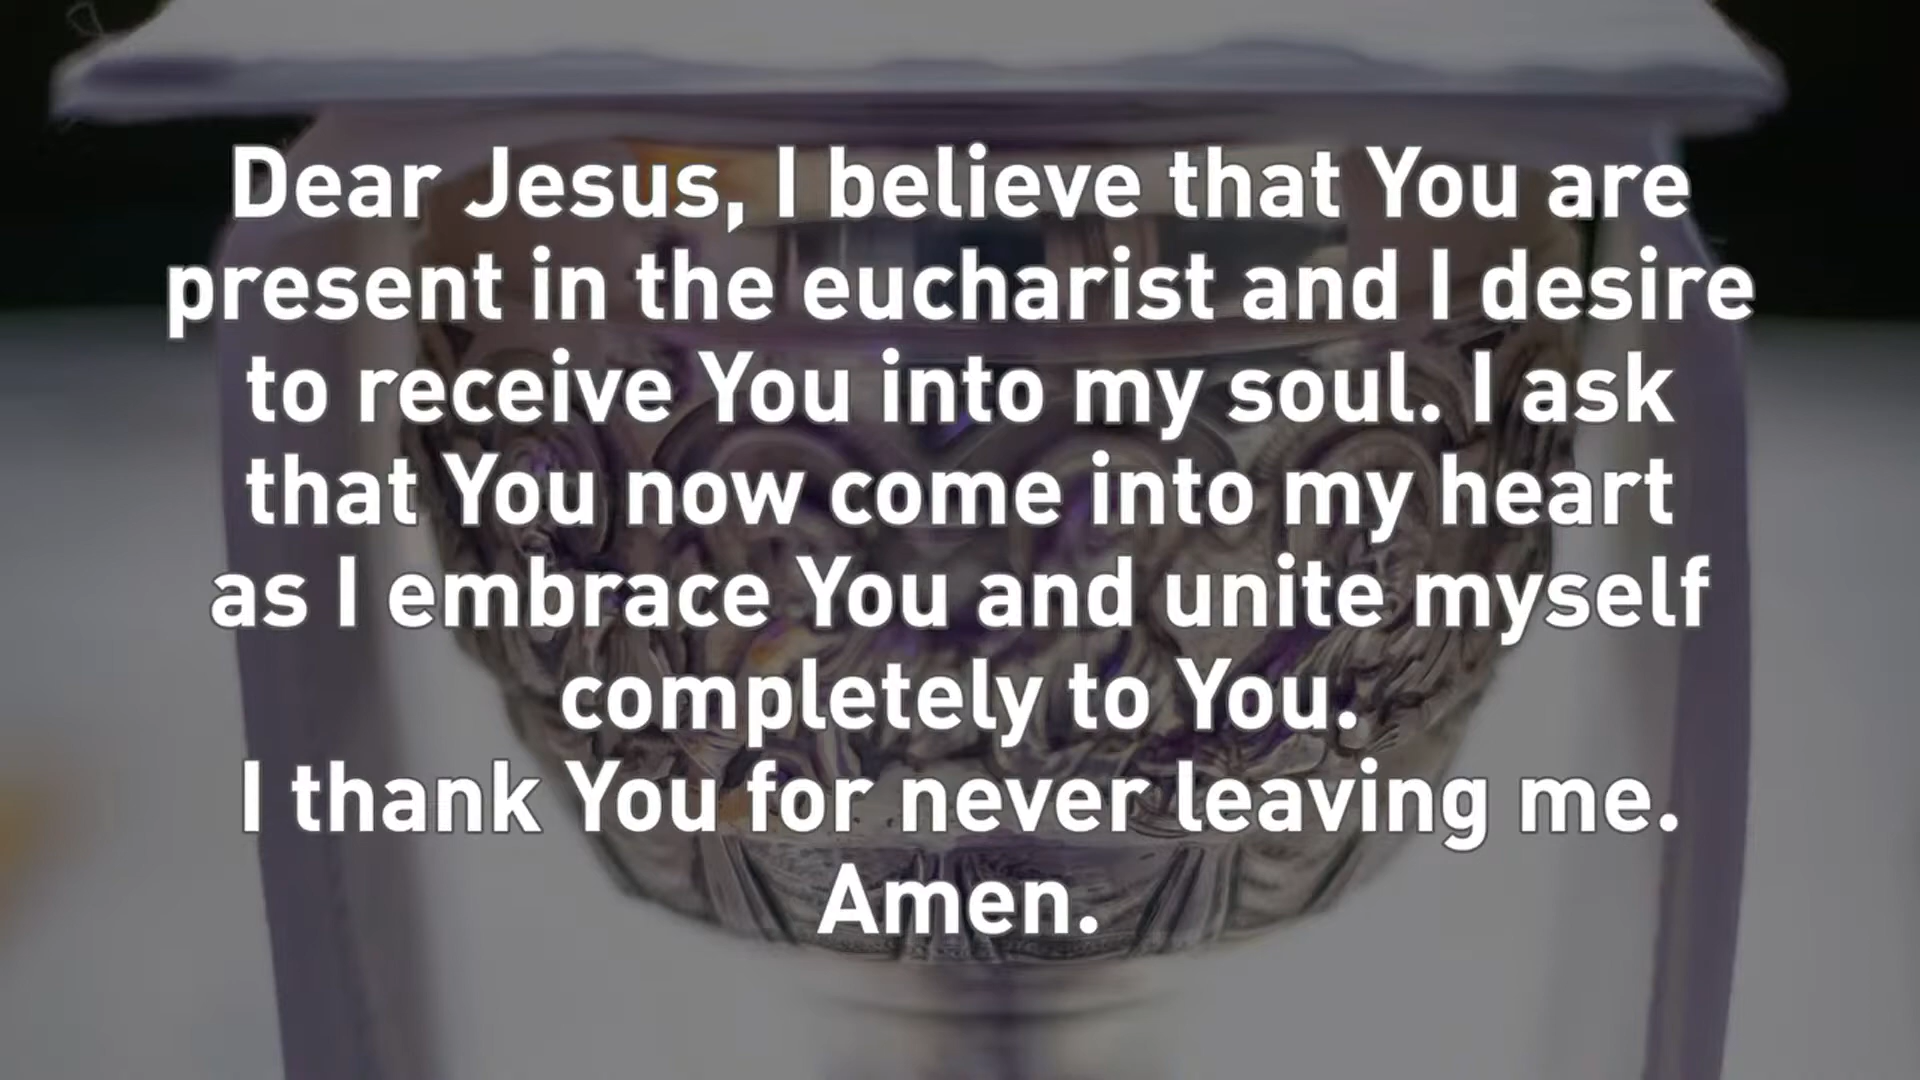 Dear Jesus, I believe that You are
present in the eucharist and I desire
to receive You into my soul. I ask
that You now come into my heart
as I embrace You and unite myself
completely to You.
I thank You for never leaving me.
Amen.